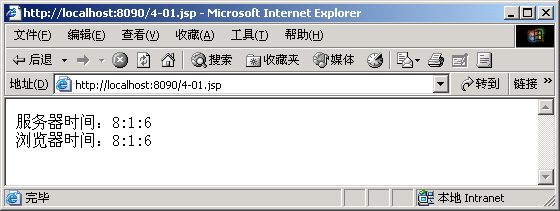 http://localhost:8090/4-01.jsp - Microsoft Internet Explorer
文件(F) 编辑(E) 查看(V) 收藏(A) 工具(T) 帮助(H)
后退 搜索 收藏夹 媒体
地址(D) http://localhost:8090/4-01.jsp 转到 链接 »
服务器时间：8:1:6
浏览器时间：8:1:6
完毕 本地 Intranet